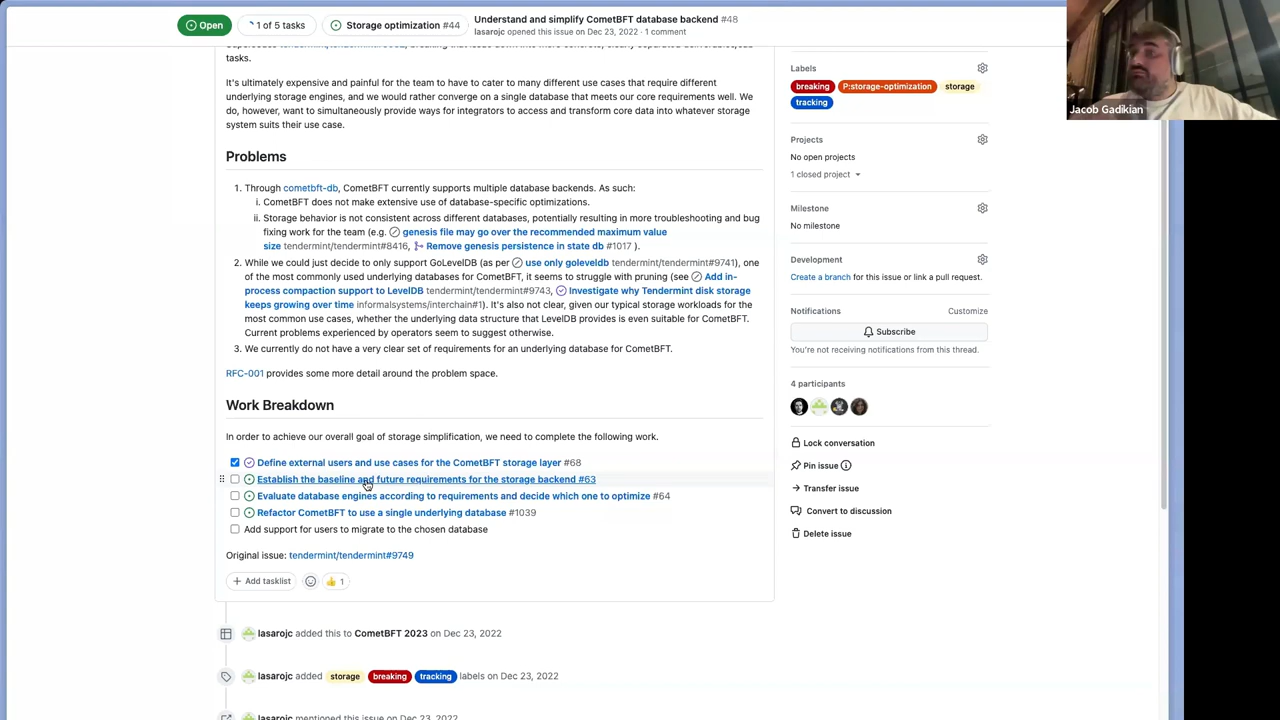 Open
1 of 5 tasks
Storage optimization #44
Understand and simplify CometBFT database backend #48
lasarojc opened this issue on Dec 23, 2022 · 1 comment
tasks.
It's ultimately expensive and painful for the team to have to cater to many different use cases that require different
underlying storage engines, and we would rather converge on a single database that meets our core requirements well. We
do, however, want to simultaneously provide ways for integrators to access and transform core data into whatever storage
system suits their use case.
Problems
1. Through cometbft-db, CometBFT currently supports multiple database backends. As such:
i. CometBFT does not make extensive use of database-specific optimizations.
ii. Storage behavior is not consistent across different databases, potentially resulting in more troubleshooting and bug
fixing work for the team (e.g. genesis file may go over the recommended maximum value
size tendermint/tendermint#8416, Remove genesis persistence in state db #1017 ).
2. While we could just decide to only support GoLevelDB (as per use only goleveldb tendermint/tendermint#9741), one
of the most commonly used underlying databases for CometBFT, it seems to struggle with pruning (see Add in-
process compaction support to LevelDB tendermint/tendermint#9743, Investigate why Tendermint disk storage
keeps growing over time informalsystems/interchain#1). It's also not clear, given our typical storage workloads for the
most common use cases, whether the underlying data structure that LevelDB provides is even suitable for CometBFT.
Current problems experienced by operators seem to suggest otherwise.
3. We currently do not have a very clear set of requirements for an underlying database for CometBFT.
RFC-001 provides some more detail around the problem space.
Work Breakdown
In order to achieve our overall goal of storage simplification, we need to complete the following work.
Define external users and use cases for the CometBFT storage layer #68
Establish the baseline and future requirements for the storage backend #63
Evaluate database engines according to requirements and decide which one to optimize #64
Refactor CometBFT to use a single underlying database #1039
Add support for users to migrate to the chosen database
Original issue: tendermint/tendermint#9749
Add tasklist
1
lasarojc added this to CometBFT 2023 on Dec 23, 2022
lasarojc added storage breaking tracking labels on Dec 23, 2022
lasarojc mentioned this issue on Dec 23, 2022
Labels
breaking P:storage-optimization storage
tracking
Projects
No open projects
1 closed project
Milestone
No milestone
Development
Create a branch for this issue or link a pull request.
Notifications
Customize
Subscribe
You're not receiving notifications from this thread.
4 participants
Lock conversation
Pin issue
Transfer issue
Convert to discussion
Delete issue
Jacob Gadikian